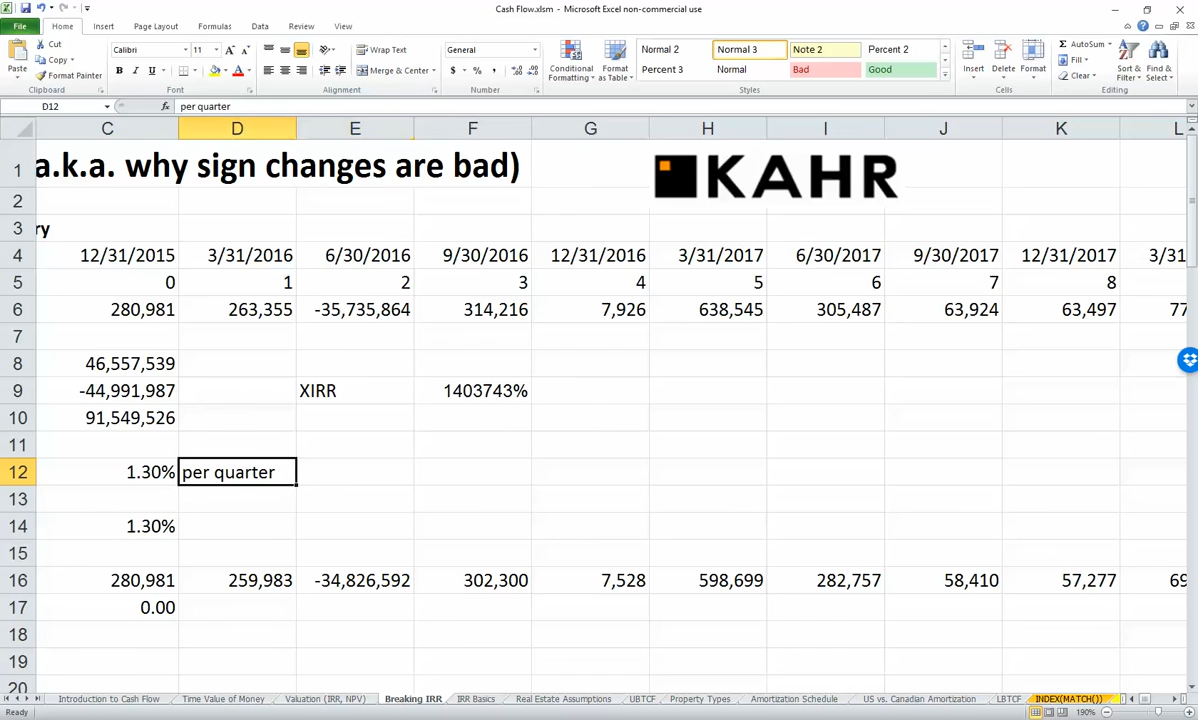 Cash Flow.xlsm - Microsoft Excel non-commercial use
File Home Insert Page Layout Formulas Data Review View
Paste
Cut
Copy
Format Painter
Clipboard
Calibri 11
B I U
Font
Wrap Text
Merge & Center
Alignment
General
$ % ,
Number
Conditional Formatting
Format as Table
Normal 2 Normal 3 Note 2 Percent 2
Percent 3 Normal Bad Good
Styles
Insert Delete Format
Cells
Σ AutoSum
Fill
Clear
Sort & Filter
Find & Select
Editing
D12 fx per quarter
C D E F G H I J K L
1 a.k.a. why sign changes are bad) KAHR
2
3 ry
4 12/31/2015 3/31/2016 6/30/2016 9/30/2016 12/31/2016 3/31/2017 6/30/2017 9/30/2017 12/31/2017 3/31
5 0 1 2 3 4 5 6 7 8
6 280,981 263,355 -35,735,864 314,216 7,926 638,545 305,487 63,924 63,497 77
7
8 46,557,539
9 -44,991,987 XIRR 1403743%
10 91,549,526
11
12 1.30% per quarter
13
14 1.30%
15
16 280,981 259,983 -34,826,592 302,300 7,528 598,699 282,757 58,410 57,277 69
17 0.00
18
19
20
Introduction to Cash Flow Time Value of Money Valuation (IRR, NPV) Breaking IRR IRR Basics Real Estate Assumptions UBTCF Property Types Amortization Schedule US vs. Canadian Amortization LBTCF INDEX(MATCH())
Ready 190%